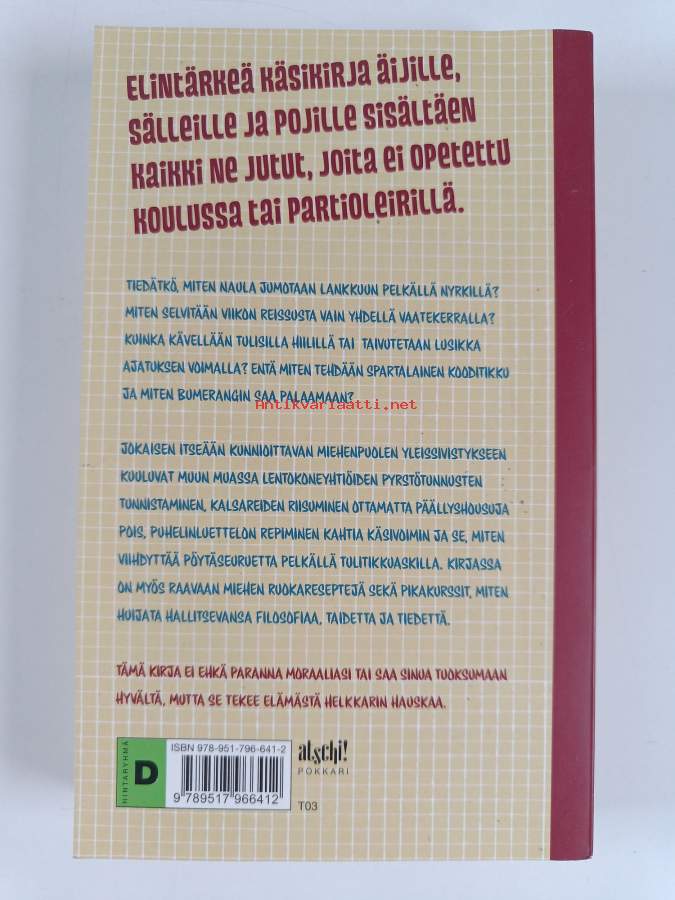 Elintärkeä käsikirja äijille,
sälleille ja pojille sisältäen
kaikki ne jutut, joita ei opetettu
koulussa tai partioleirillä.
TIEDÄTKÖ, MITEN NAULA JUMOTAAN LANKKUUN PELKÄLLÄ NYRKILLÄ?
MITEN SELVITÄÄN VIIKON REISSUSTA VAIN YHDELLÄ VAATEKERRALLA?
KUINKA KÄVELLÄÄN TULISILLA HIILILLÄ TAI TAIVUTETAAN LUSIKKA
AJATUKSEN VOIMALLA? ENTÄ MITEN TEHDÄÄN SPARTALAINEN KOODITIKKU
JA MITEN BUMERANGIN SAA PALAAMAAN?
Antikvariaatti.net
JOKAISEN ITSEÄÄN KUNNIOITTAVAN MIEHENPUOLEN YLEISSIVISTYKSEEN
KUULUVAT MUUN MUASSA LENTOKONEYHTIÖIDEN PYRSTÖTUNNUSTEN
TUNNISTAMINEN, KALSAREIDEN RIISUMINEN OTTAMATTA PÄÄLLYSHOUSUJA
POIS, PUHELINLUETTELON REPIMINEN KAHTIA KÄSIVOIMIN JA SE, MITEN
VIIHDYTTÄÄ PÖYTÄSEURUETTA PELKÄLLÄ TULITIKKUASKILLA. KIRJASSA
ON MYÖS RAAVAAN MIEHEN RUOKARESEPTEJÄ SEKÄ PIKAKURSSIT, MITEN
HUIJATA HALLITSEVANSA FILOSOFIAA, TAIDETTA JA TIEDETTÄ.
TÄMÄ KIRJA EI EHKÄ PARANNA MORAALIASI TAI SAA SINUA TUOKSUMAAN
HYVÄLTÄ, MUTTA SE TEKEE ELÄMÄSTÄ HELKKARIN HAUSKAA.
HINTARYHMÄ
D
ISBN 978-951-796-641-2
9 789517 966412
atschi!
POKKARI
T03